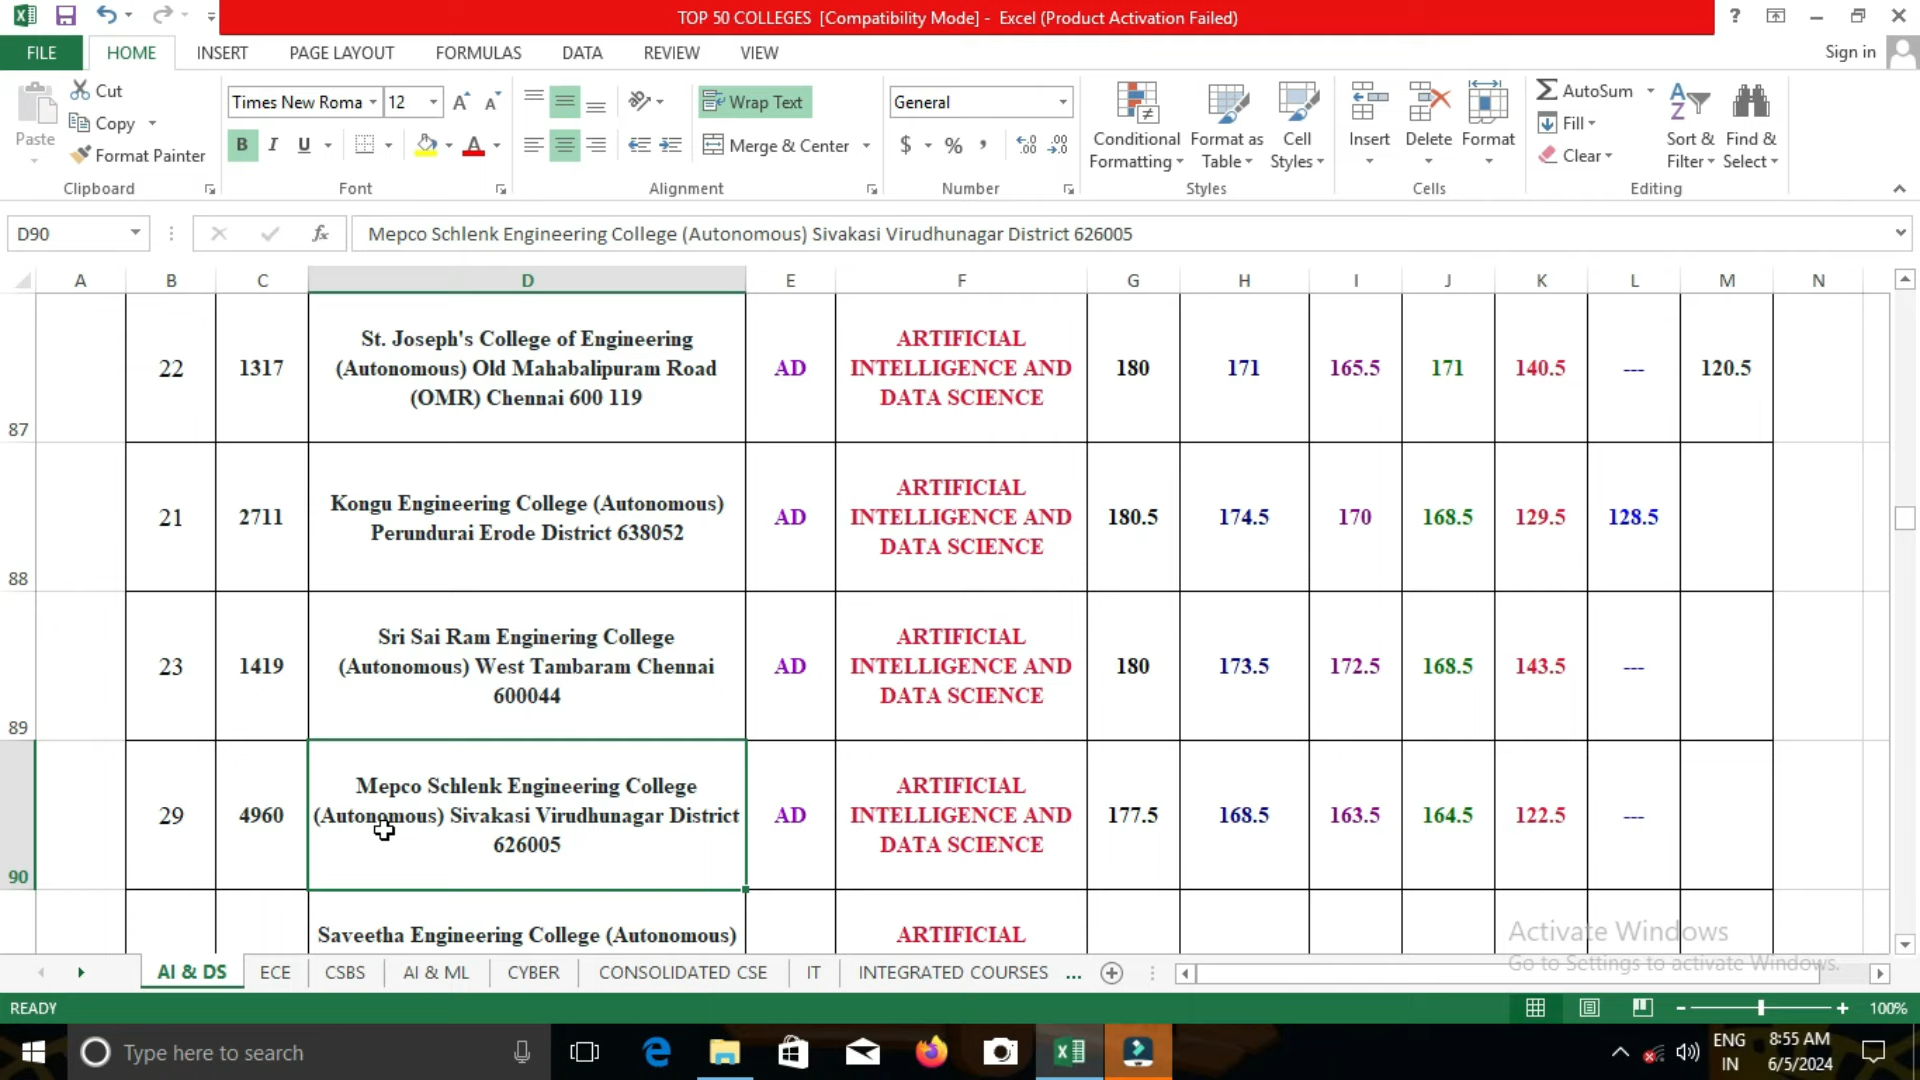 TOP 50 COLLEGES [Compatibility Mode] - Excel (Product Activation Failed)
?
FILE HOME INSERT PAGE LAYOUT FORMULAS DATA REVIEW VIEW Sign in
Paste Cut Copy Format Painter Clipboard
Times New Roma 12 B I U Font
Wrap Text Merge & Center Alignment
General $ % , Number
Conditional Formatting Format as Table Cell Styles Styles
Insert Delete Format Cells
AutoSum Fill Clear Sort & Filter Find & Select Editing
D90 fx Mepco Schlenk Engineering College (Autonomous) Sivakasi Virudhunagar District 626005
A B C D E F G H I J K L M N
87 22 1317 St. Joseph's College of Engineering
(Autonomous) Old Mahabalipuram Road
(OMR) Chennai 600 119
AD ARTIFICIAL
INTELLIGENCE AND
DATA SCIENCE
180 171 165.5 171 140.5 --- 120.5
88 21 2711 Kongu Engineering College (Autonomous)
Perundurai Erode District 638052
AD ARTIFICIAL
INTELLIGENCE AND
DATA SCIENCE
180.5 174.5 170 168.5 129.5 128.5
89 23 1419 Sri Sai Ram Enginering College
(Autonomous) West Tambaram Chennai
600044
AD ARTIFICIAL
INTELLIGENCE AND
DATA SCIENCE
180 173.5 172.5 168.5 143.5 ---
90 29 4960 Mepco Schlenk Engineering College
(Autonomous) Sivakasi Virudhunagar District
626005
AD ARTIFICIAL
INTELLIGENCE AND
DATA SCIENCE
177.5 168.5 163.5 164.5 122.5 ---
Saveetha Engineering College (Autonomous) ARTIFICIAL
Activate Windows
Go to Settings to activate Windows.
AI & DS ECE CSBS AI & ML CYBER CONSOLIDATED CSE IT INTEGRATED COURSES ...
READY 100%
Type here to search
ENG
IN
8:55 AM
6/5/2024